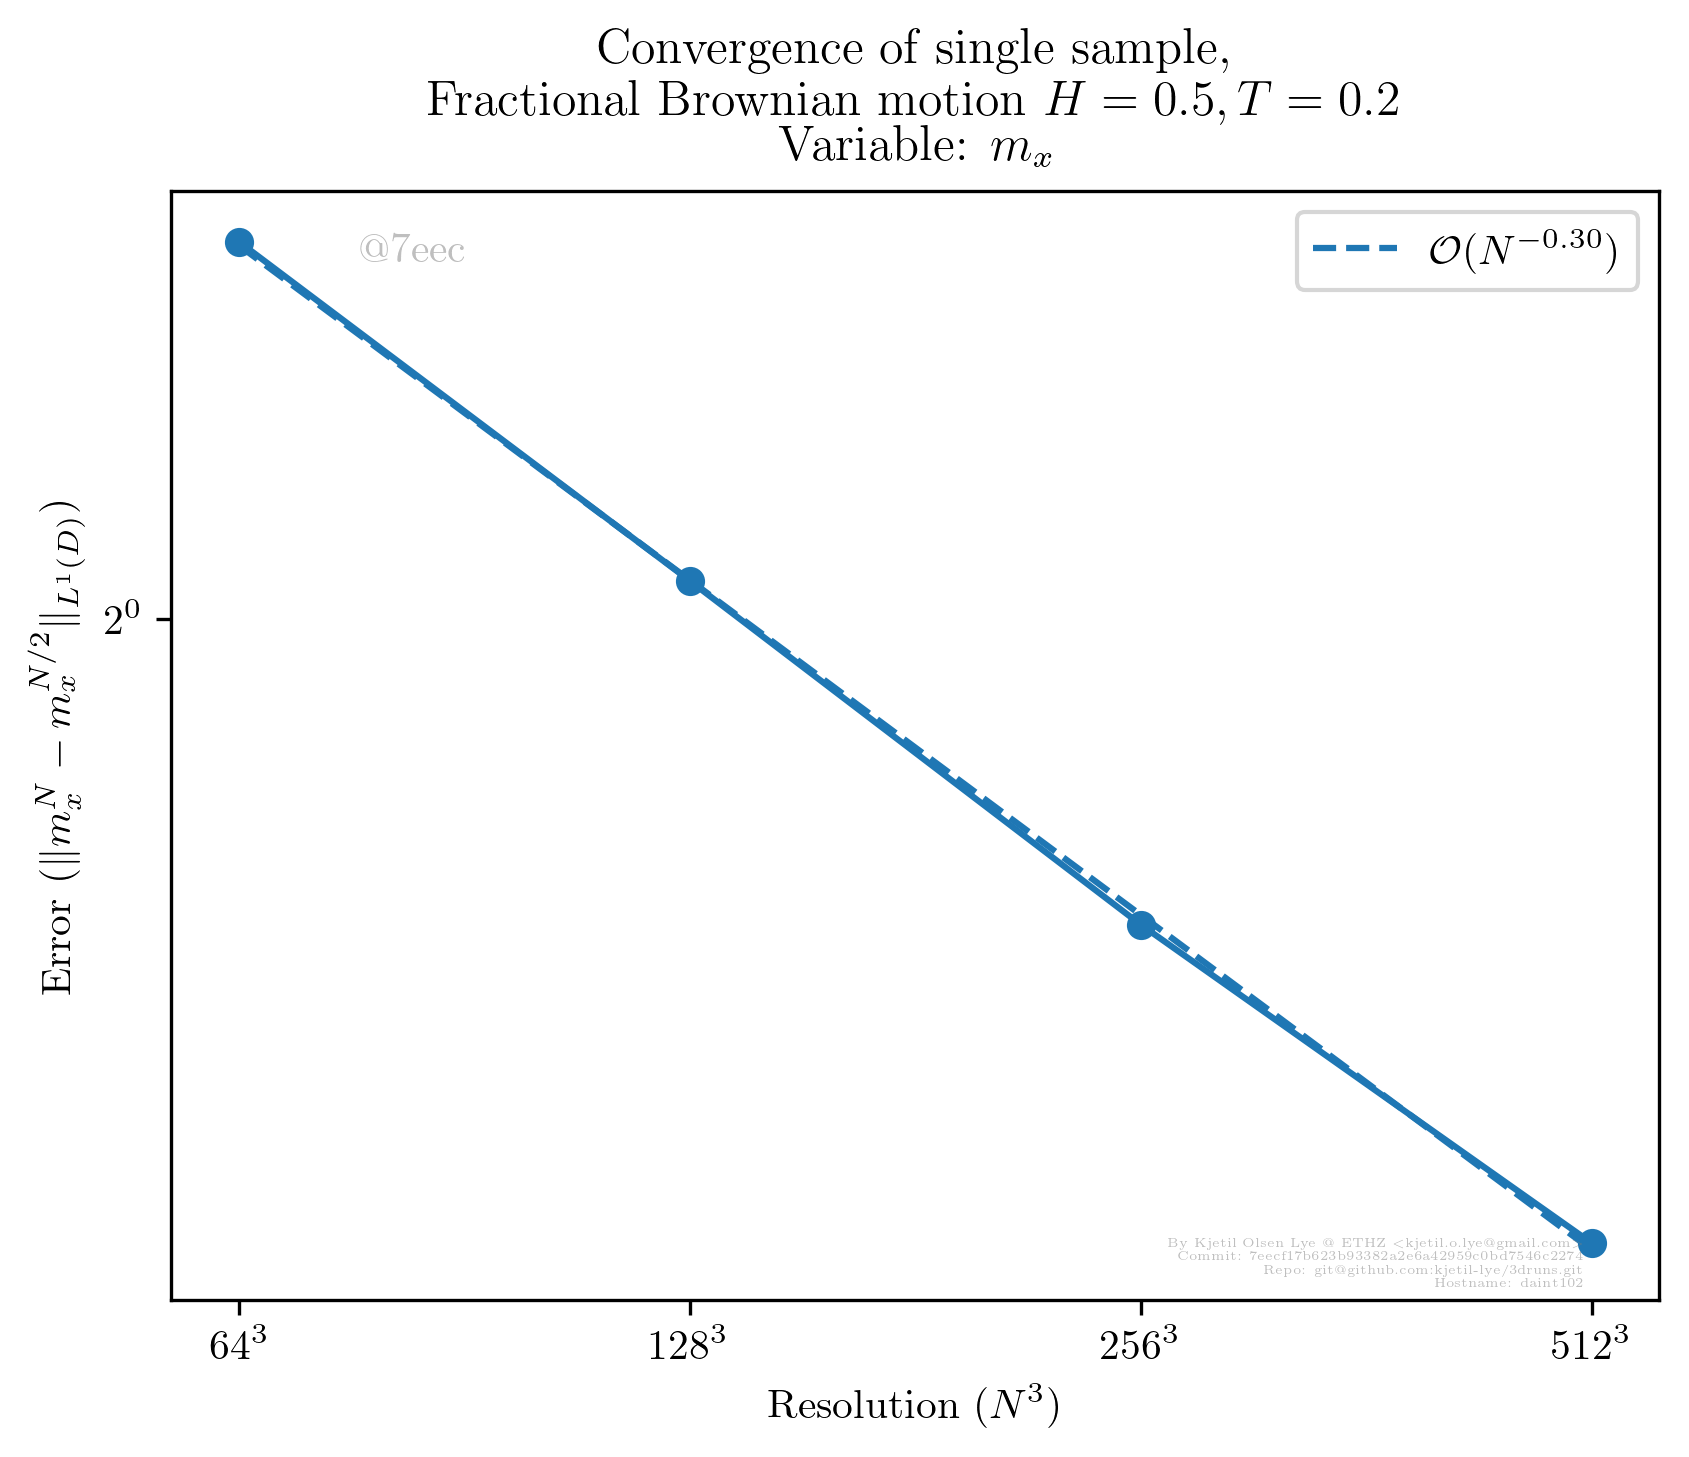 Convergence of single sample,
Fractional Brownian motion H = 0.5, T = 0.2
Variable: m_x
@7eec
O(N^{-0.30})
Error (||m_x^N − m_x^{N/2}||_{L^1(D)})
2^0
By Kjetil Olsen Lye @ ETHZ <kjetil.o.lye@gmail.com>
Commit: 7eecf17b623b93382a2e6a42959c0bd7546c2274
Repo: git@github.com:kjetil-lye/3druns.git
Hostname: daint102
64^3 128^3 256^3 512^3
Resolution (N^3)